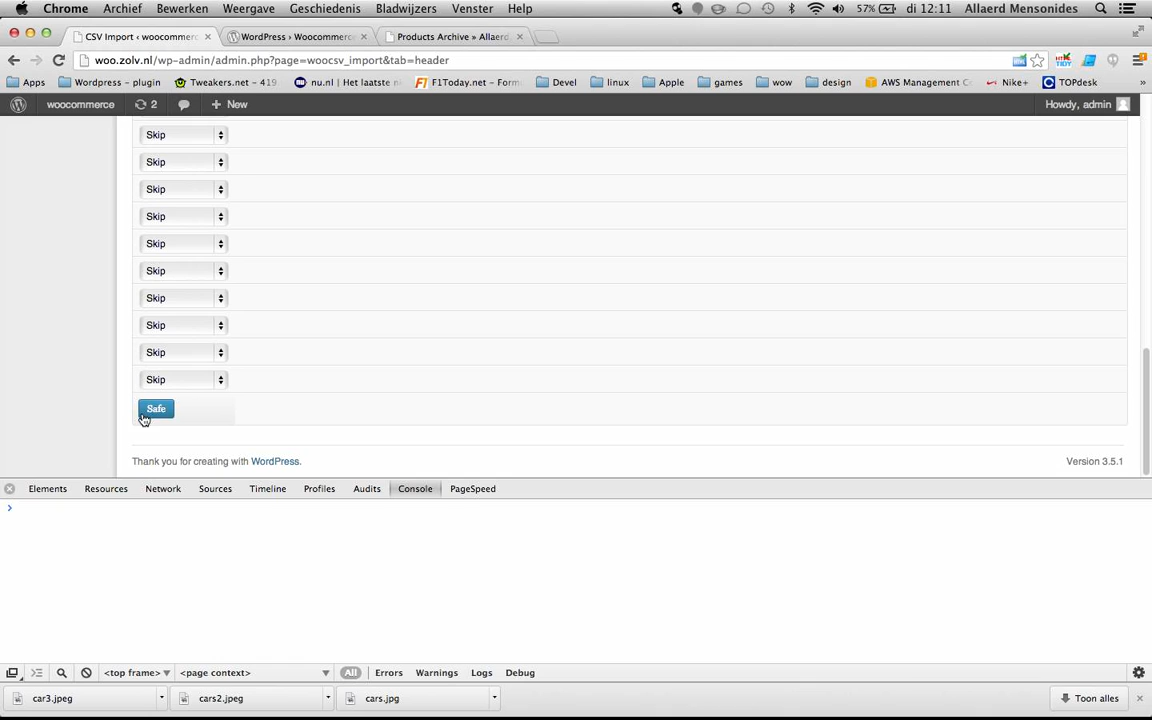 Chrome Archief Bewerken Weergave Geschiedenis Bladwijzers Venster Help 57% di 12:11 Allaerd Mensonides
CSV Import ‹ woocommerc WordPress › Woocommerce Products Archive » Allaerd
woo.zolv.nl/wp-admin/admin.php?page=woocsv_import&tab=header
Apps Wordpress – plugin Tweakers.net – 419 nu.nl | Het laatste n F1Today.net – Form Devel linux Apple games wow design AWS Management C Nike+ TOPdesk »
woocommerce 2 + New Howdy, admin
Skip
Skip
Skip
Skip
Skip
Skip
Skip
Skip
Skip
Skip
Safe
Thank you for creating with WordPress. Version 3.5.1
Elements Resources Network Sources Timeline Profiles Audits Console PageSpeed
<top frame> <page context> All Errors Warnings Logs Debug
car3.jpeg cars2.jpeg cars.jpg Toon alles